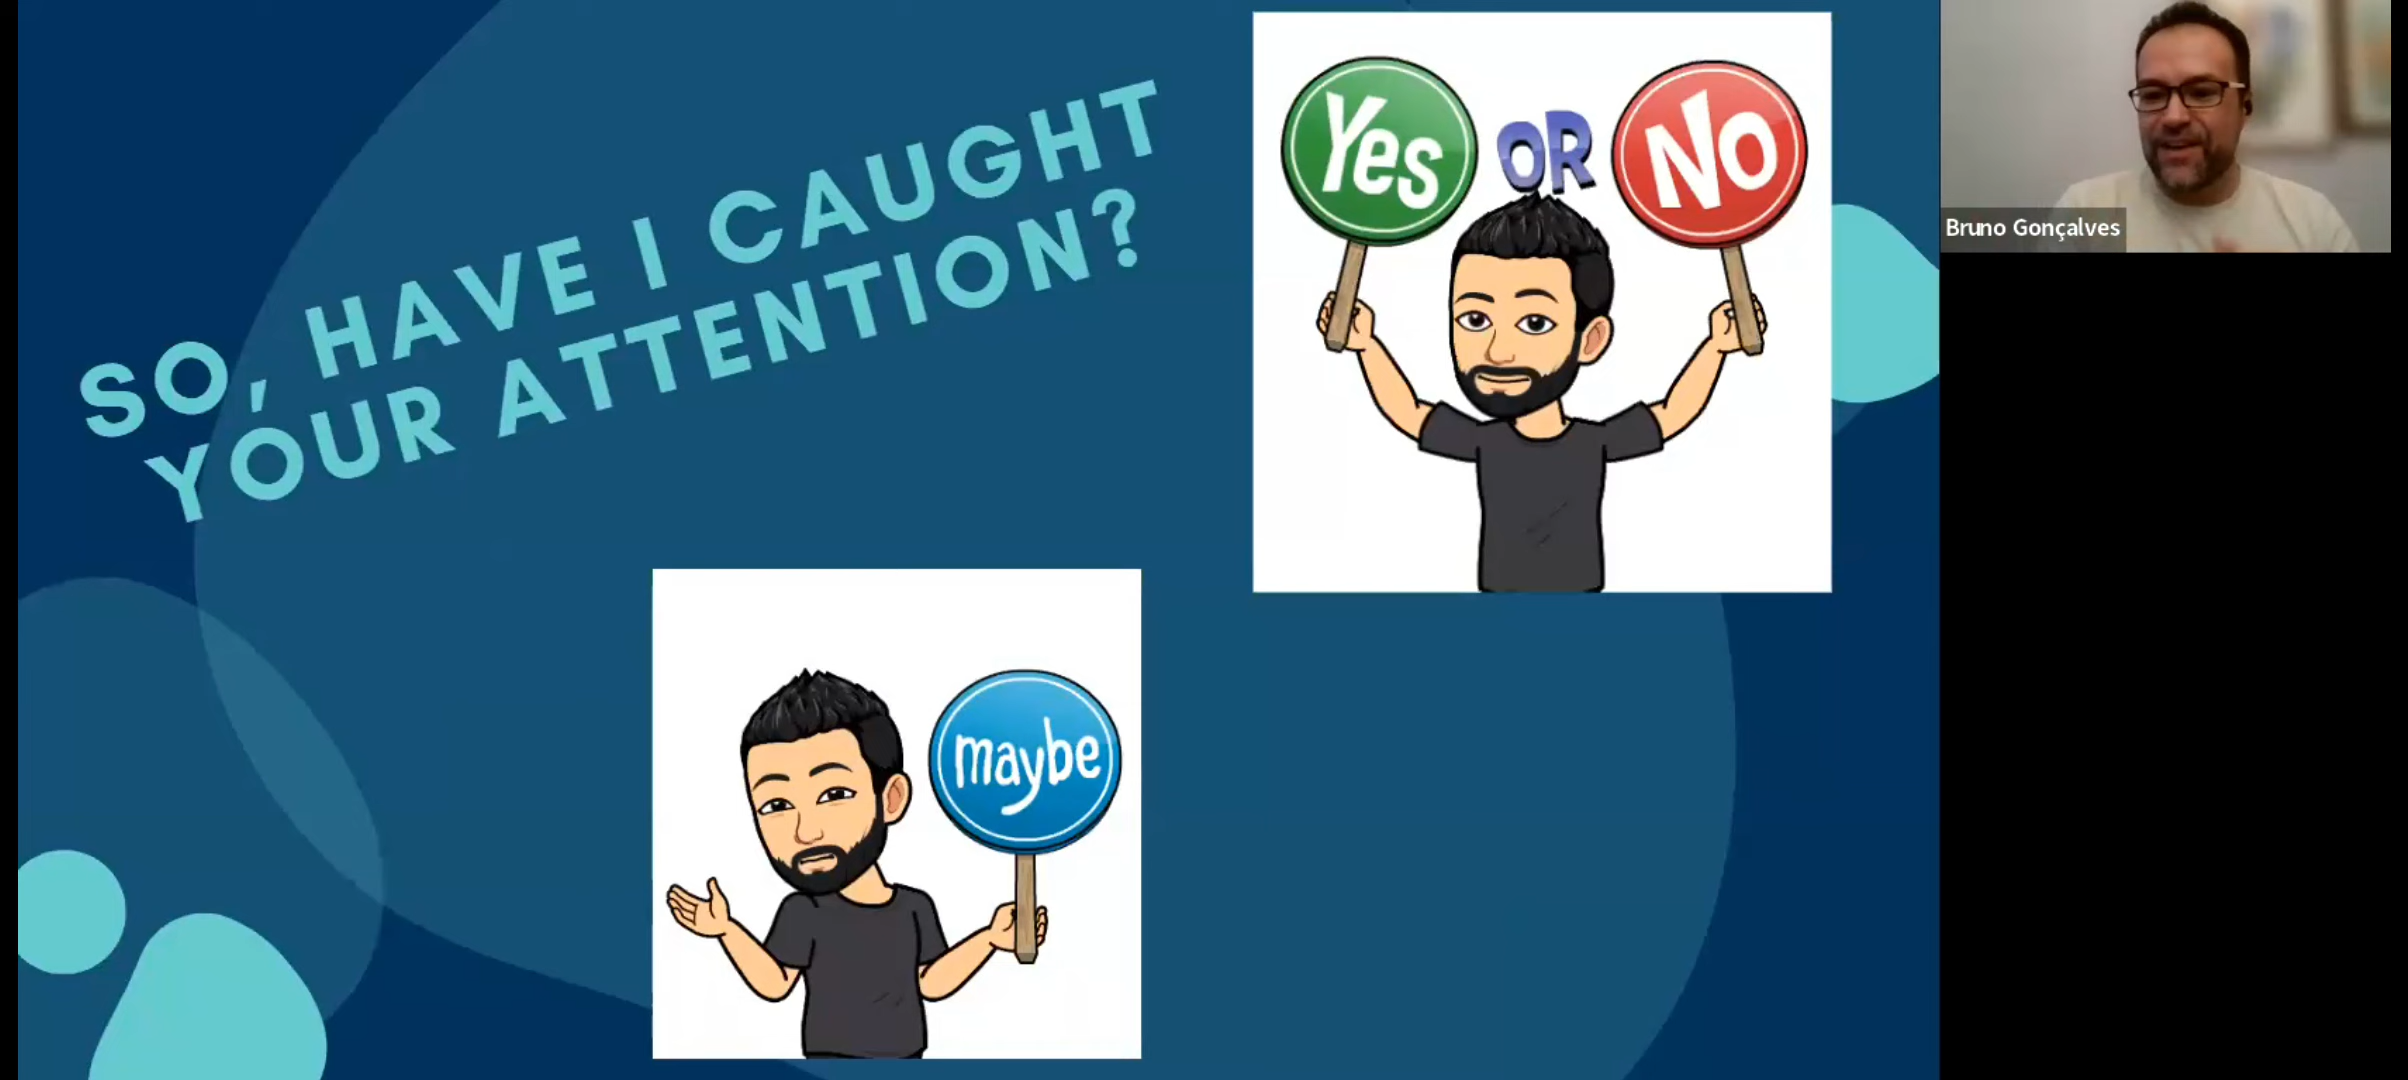 SO, HAVE I CAUGHT
YOUR ATTENTION?
Yes OR No
maybe
Bruno Gonçalves